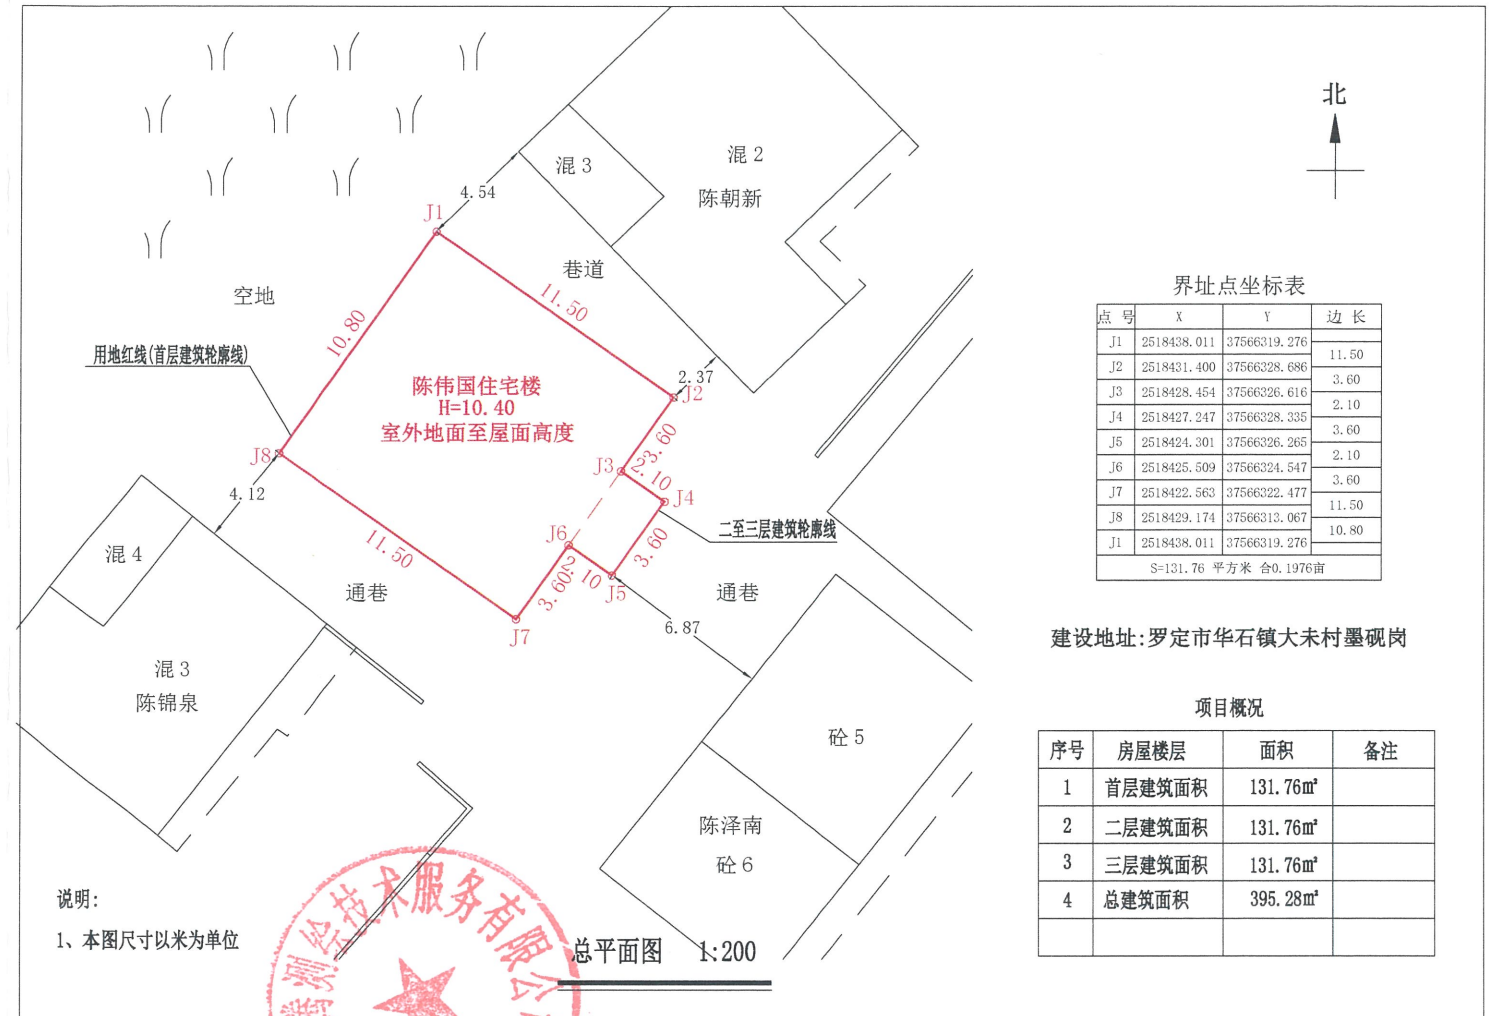 北
混3
混2
陈朝新
4.54
J1
巷道
空地
11.50
10.80
用地红线(首层建筑轮廓线)
陈伟国住宅楼
H=10.40
室外地面至屋面高度
2.37
J2
3.60
J8
J3
2.10
J4
4.12
二至三层建筑轮廓线
J6
3.60
11.50
2.10
J5
3.60
混4
通巷
通巷
J7
6.87
混3
陈锦泉
砼5
陈泽南
砼6
界址点坐标表
点号 X Y 边长
J1 2518438.011 37566319.276
11.50
J2 2518431.400 37566328.686
3.60
J3 2518428.454 37566326.616
2.10
J4 2518427.247 37566328.335
3.60
J5 2518424.301 37566326.265
2.10
J6 2518425.509 37566324.547
3.60
J7 2518422.563 37566322.477
11.50
J8 2518429.174 37566313.067
10.80
J1 2518438.011 37566319.276
S=131.76 平方米 合0.1976亩
建设地址:罗定市华石镇大未村墨砚岗
项目概况
序号 房屋楼层 面积 备注
1 首层建筑面积 131.76㎡
2 二层建筑面积 131.76㎡
3 三层建筑面积 131.76㎡
4 总建筑面积 395.28㎡
说明:
1、本图尺寸以米为单位
测绘技术服务有限公
总平面图 1:200